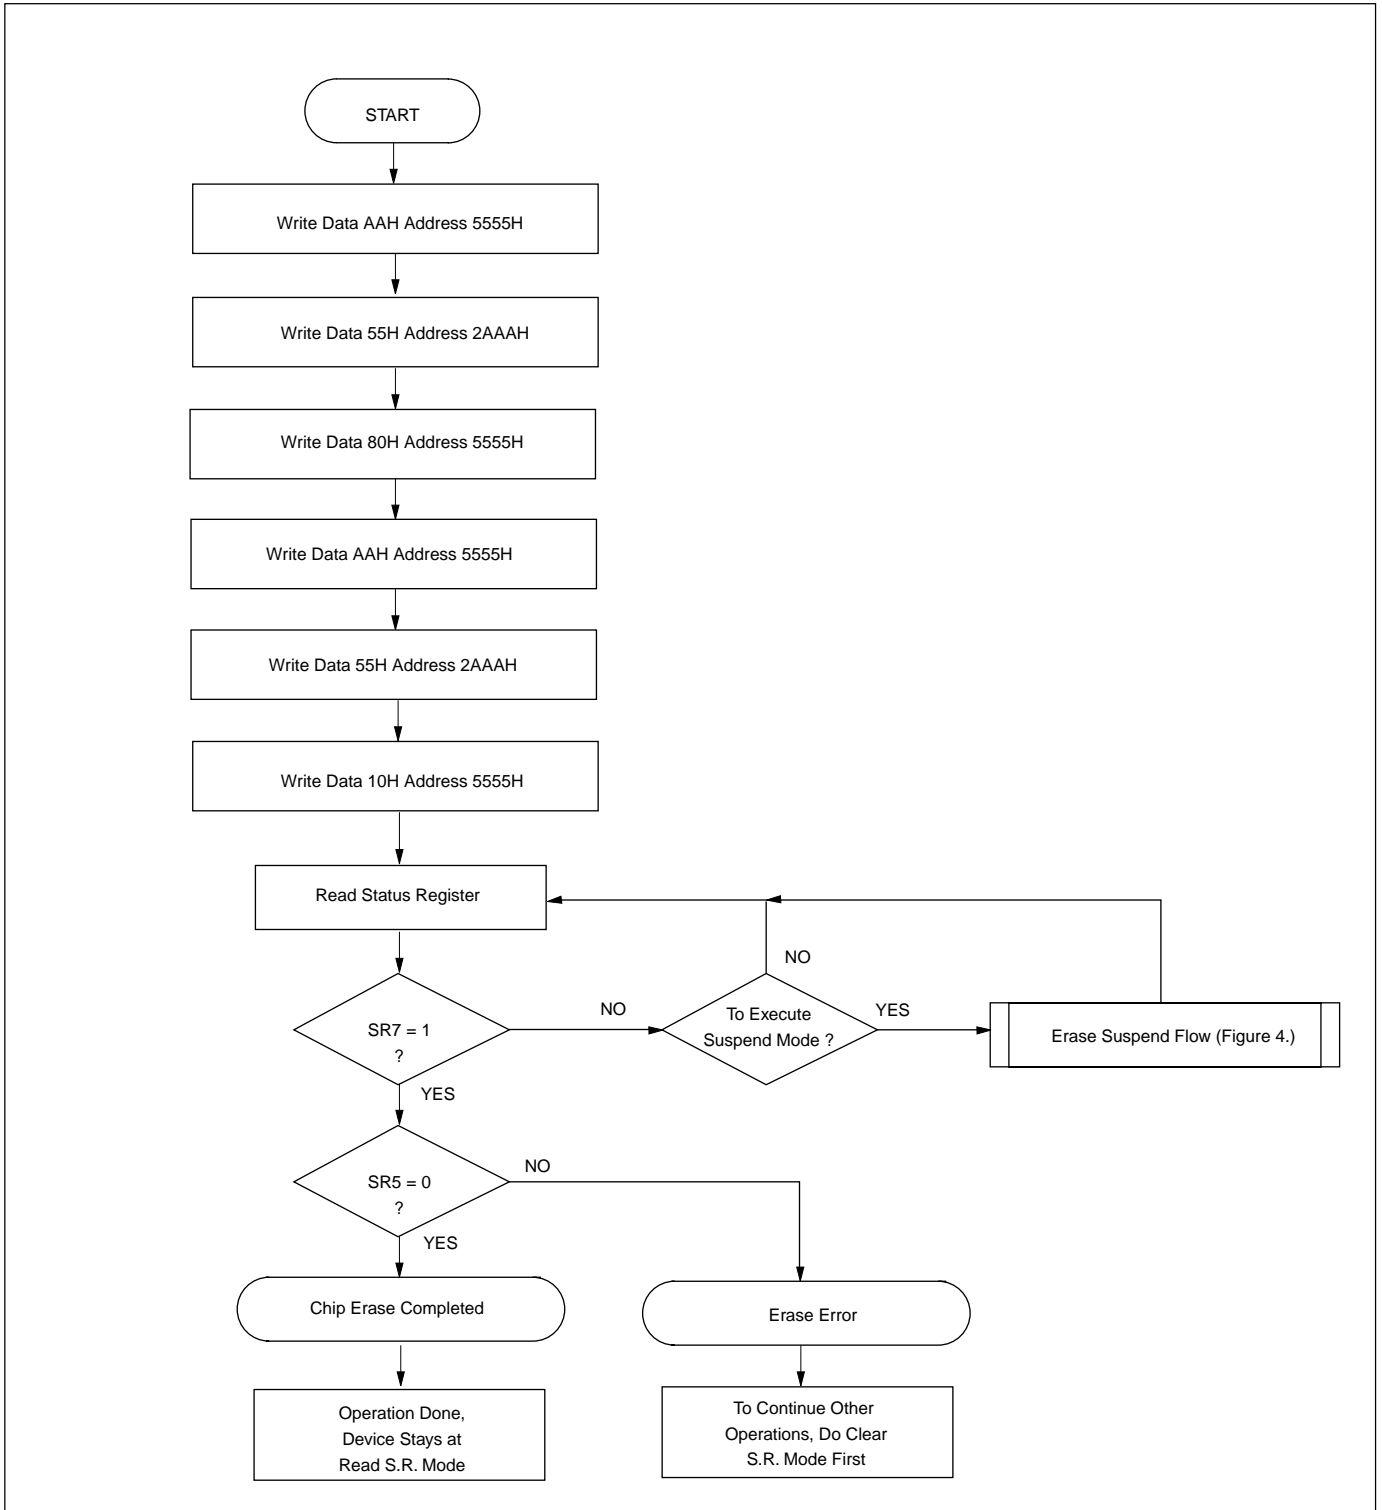 START
Write Data AAH Address 5555H
Write Data 55H Address 2AAAH
Write Data 80H Address 5555H
Write Data AAH Address 5555H
Write Data 55H Address 2AAAH
Write Data 10H Address 5555H
Read Status Register
NO
SR7 = 1
?
NO
To Execute
Suspend Mode ?
YES
Erase Suspend Flow (Figure 4.)
YES
SR5 = 0
?
NO
YES
Chip Erase Completed
Erase Error
Operation Done,
Device Stays at
Read S.R. Mode
To Continue Other
Operations, Do Clear
S.R. Mode First